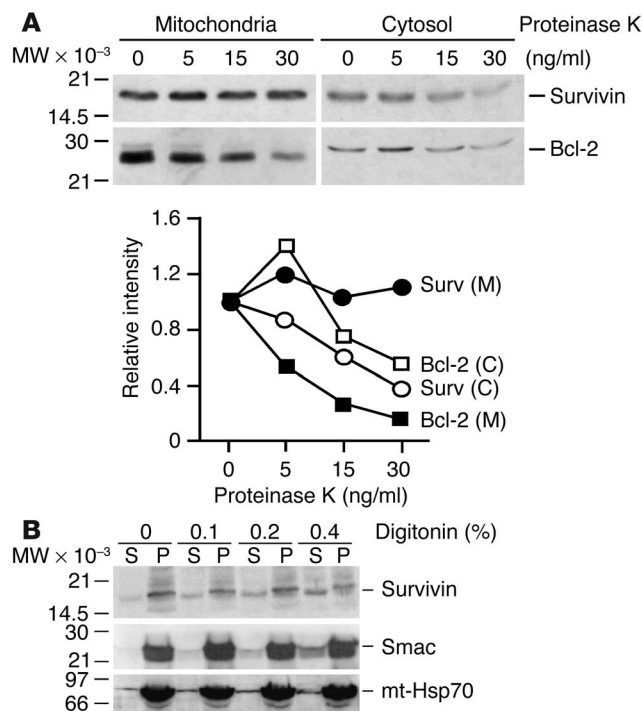 A
Mitochondria Cytosol Proteinase K
MW × 10⁻³ 0 5 15 30 0 5 15 30 (ng/ml)
21
Survivin
14.5
30
Bcl-2
21
1.6
1.2
0.8
0.4
0
Relative intensity
Surv (M)
Bcl-2 (C)
Surv (C)
Bcl-2 (M)
0 5 15 30
Proteinase K (ng/ml)
B
0 0.1 0.2 0.4 Digitonin (%)
MW × 10⁻³ S P S P S P S P
21
Survivin
14.5
30
Smac
21
97
mt-Hsp70
66